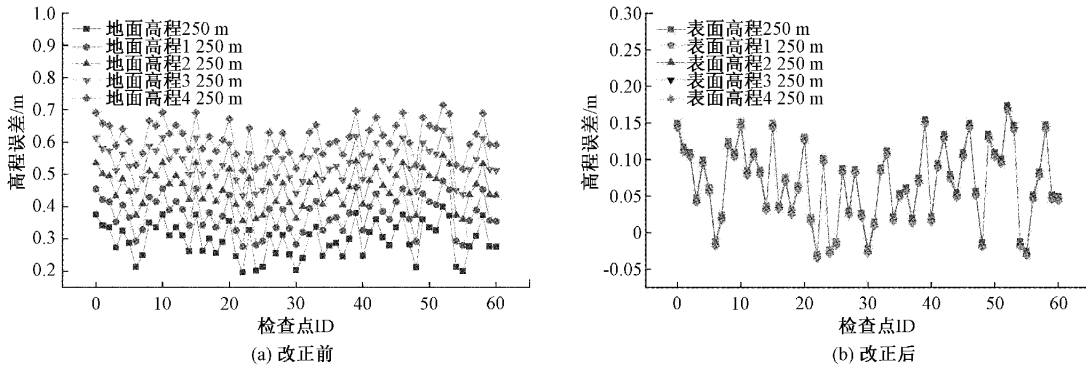 1.0
0.9
0.8
0.7
0.6
0.5
0.4
0.3
0.2
高程误差/m
地面高程250 m
地面高程1 250 m
地面高程2 250 m
地面高程3 250 m
地面高程4 250 m
0 10 20 30 40 50 60
检查点ID
(a) 改正前
0.30
0.25
0.20
0.15
0.10
0.05
0
-0.05
高程误差/m
表面高程250 m
表面高程1 250 m
表面高程2 250 m
表面高程3 250 m
表面高程4 250 m
0 10 20 30 40 50 60
检查点ID
(b) 改正后